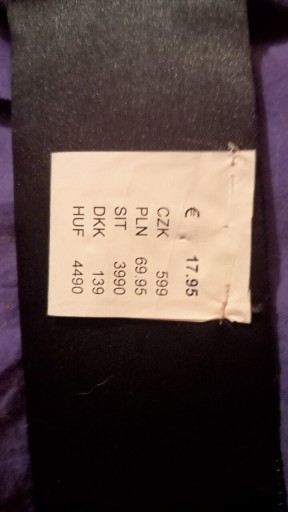 € 17.95
CZK 599
PLN 69.95
SIT 3990
DKK 139
HUF 4490